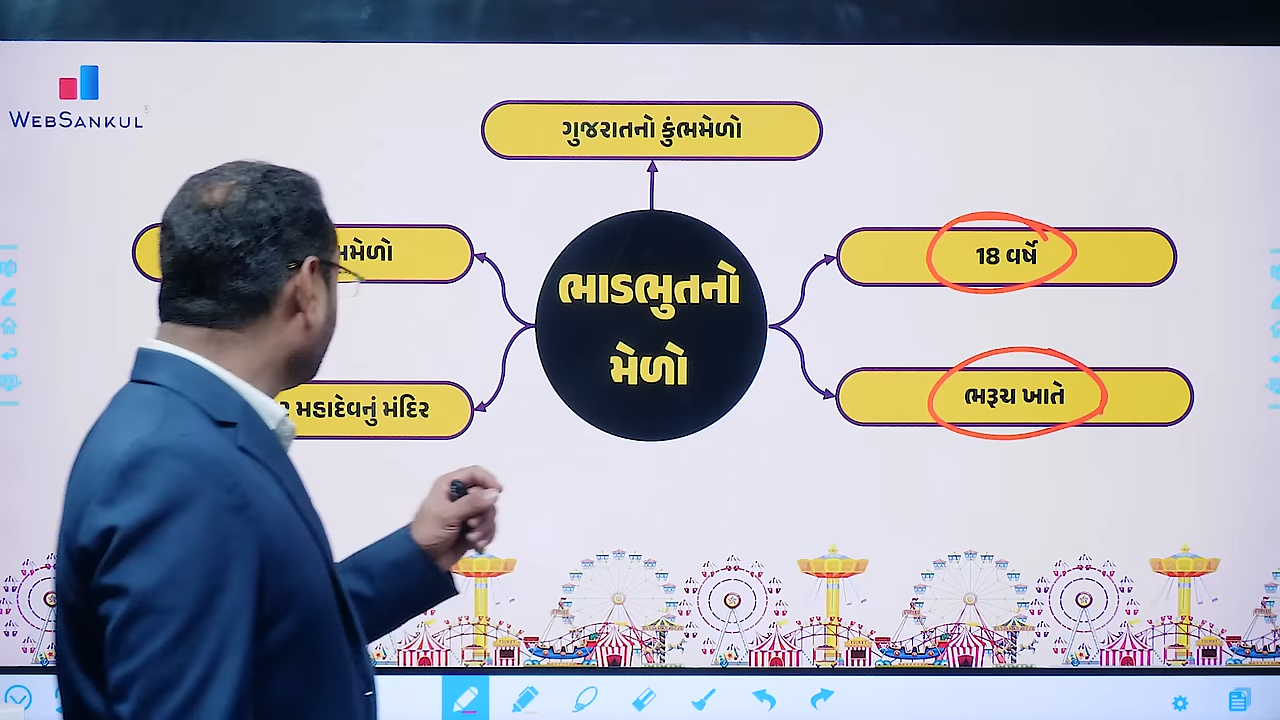 WEBSANKUL
ગુજરાતનો કુંભમેળો
18 વર્ષે
ભાડભુતનો
મેળો
ભરૂચ ખાતે
મહાદેવનું મંદિર